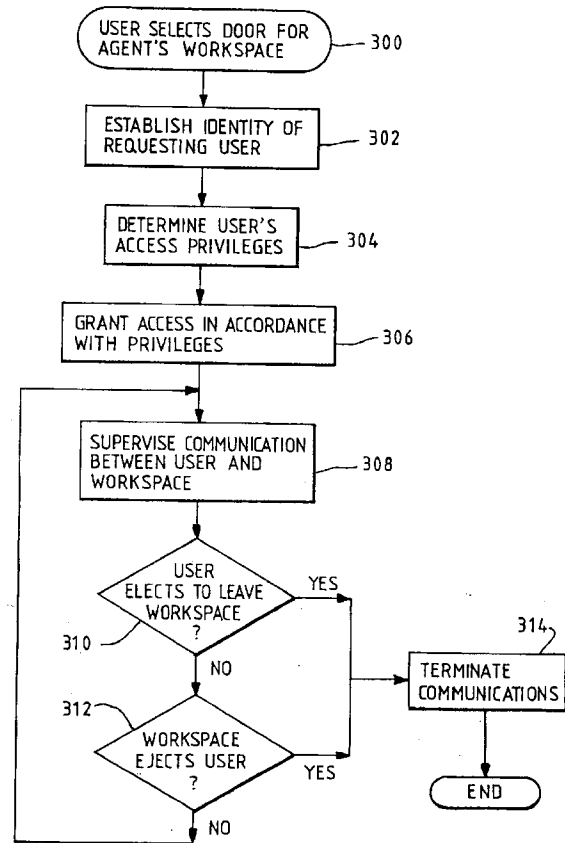 USER SELECTS DOOR FOR
AGENT'S WORKSPACE
300
ESTABLISH IDENTITY OF
REQUESTING USER
302
DETERMINE USER'S
ACCESS PRIVILEGES
304
GRANT ACCESS IN ACCORDANCE
WITH PRIVILEGES
306
SUPERVISE COMMUNICATION
BETWEEN USER AND
WORKSPACE
308
USER
ELECTS TO LEAVE
WORKSPACE
?
YES
310
NO
314
TERMINATE
COMMUNICATIONS
312
WORKSPACE
EJECTS USER
?
YES
END
NO